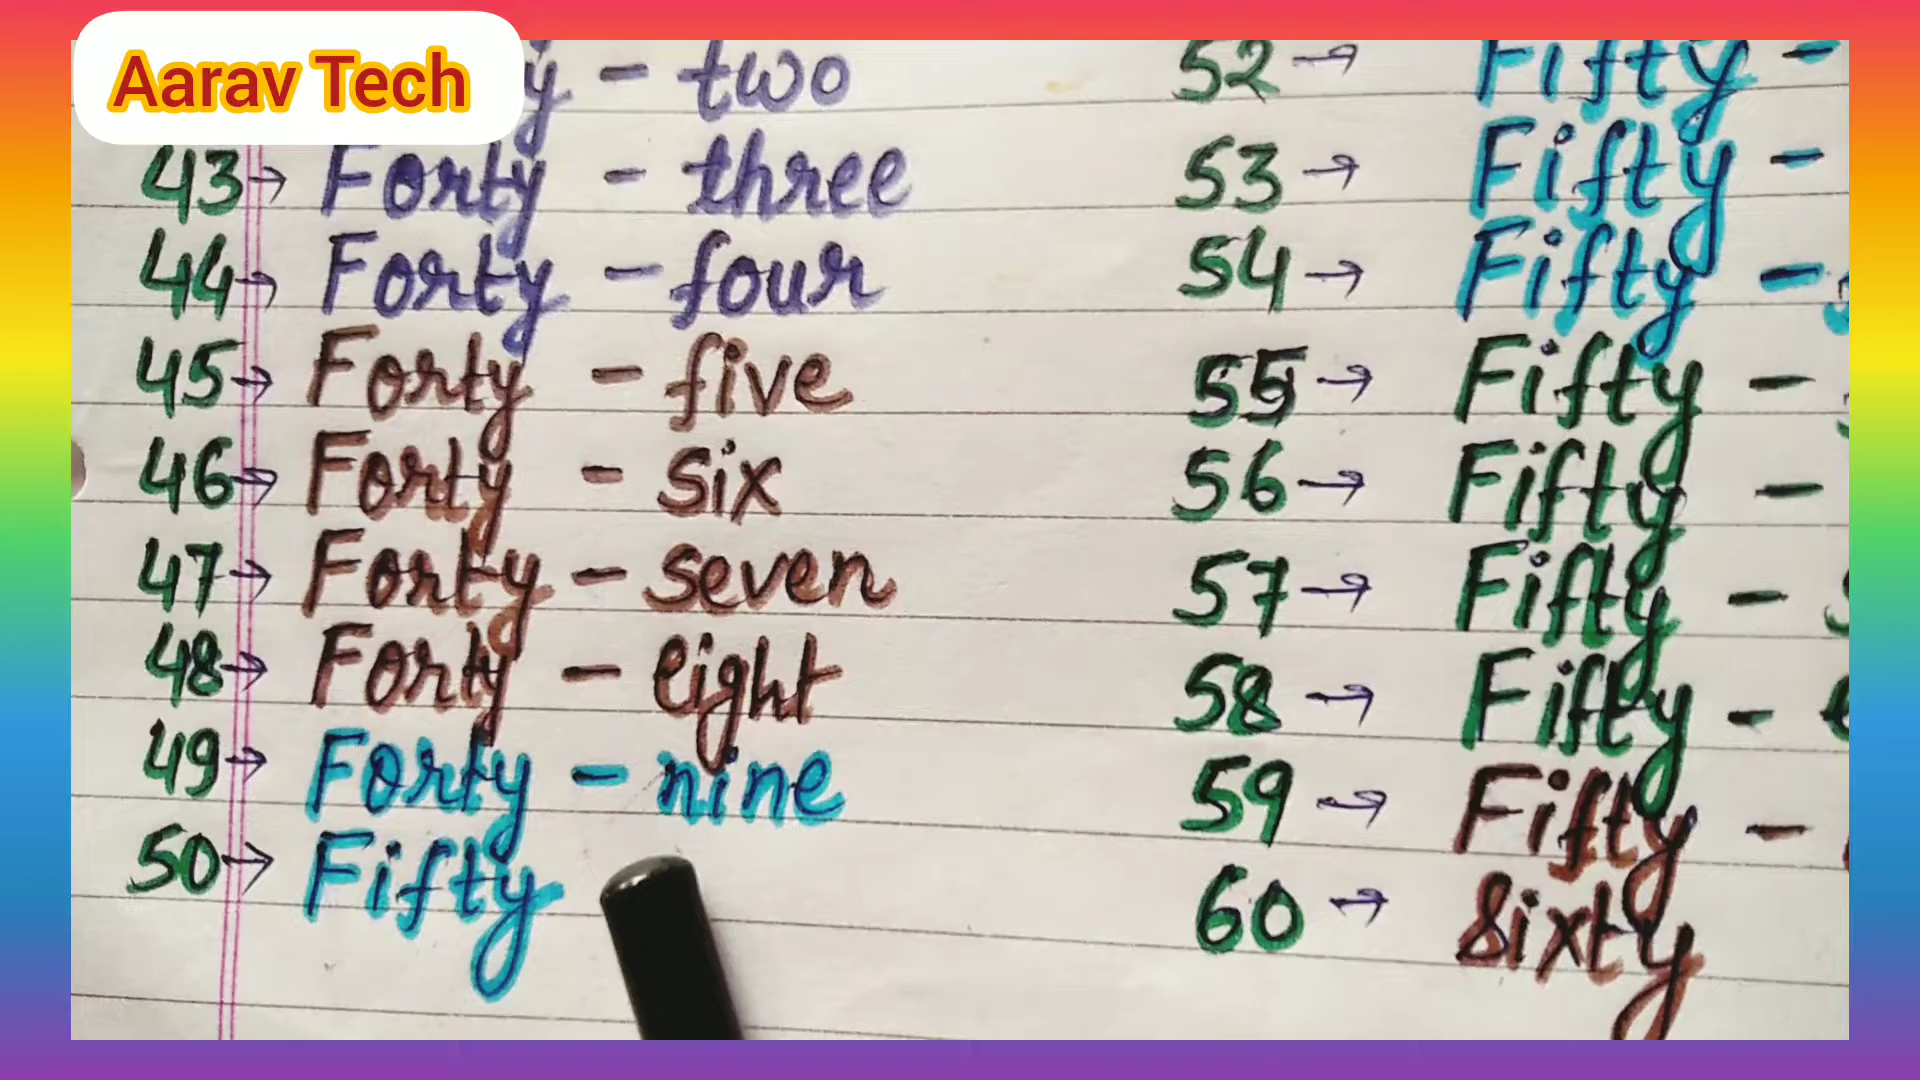 Aarav Tech
y - two
43→ Forty - three
44→ Forty - four
45→ Forty - five
46→ Forty - six
47→ Forty - seven
48→ Forty - eight
49→ Forty - nine
50→ Fifty
52→ Fifty -
53→ Fifty -
54→ Fifty -
55→ Fifty -
56→ Fifty -
57→ Fifty -
58→ Fifty -
59→ Fifty -
60→ Sixty